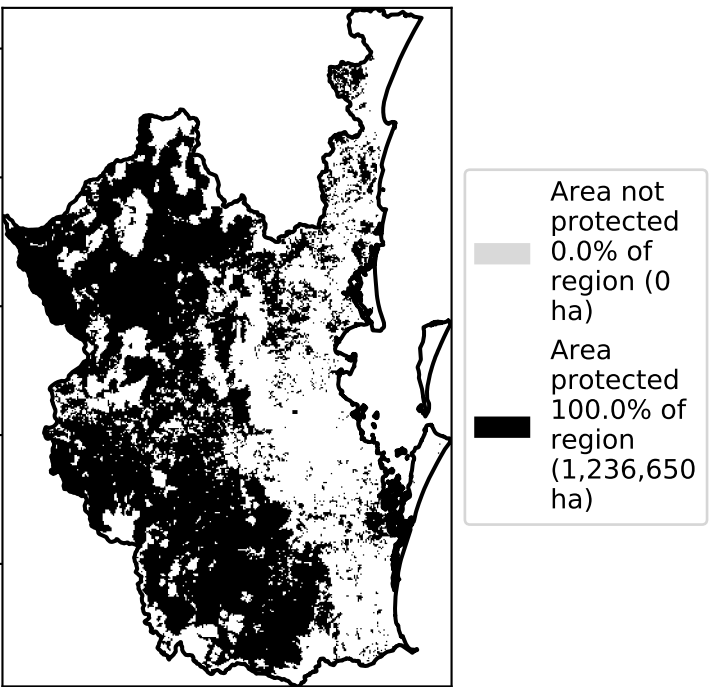 Area not
protected
0.0% of
region (0
ha)
Area
protected
100.0% of
region
(1,236,650
ha)